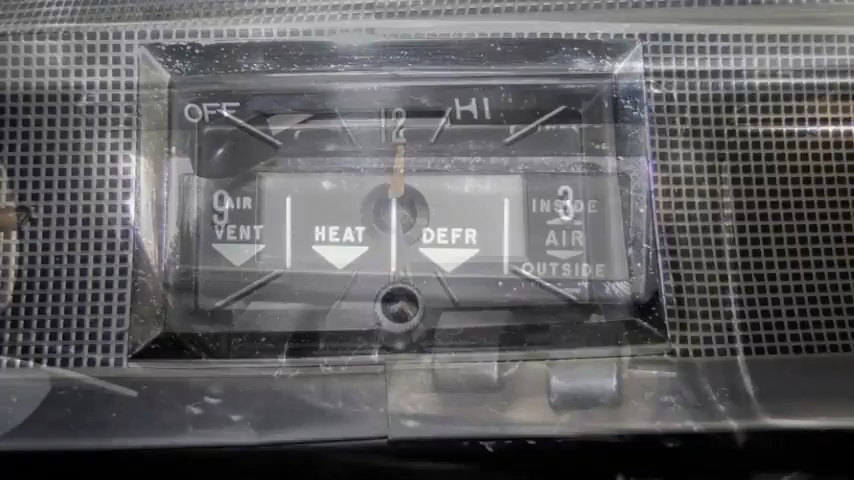 OFF
HI
12
9
3
AIR
VENT
HEAT
DEFR
INSIDE
AIR
OUTSIDE